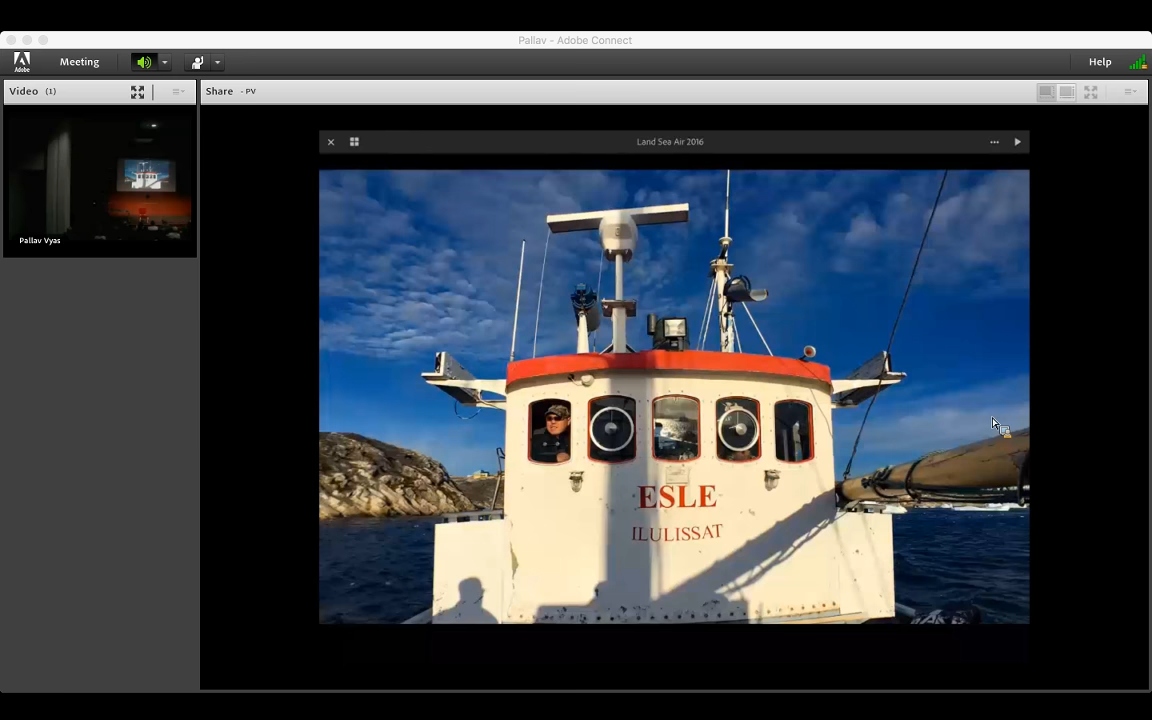 Pallav - Adobe Connect
Adobe
Meeting
Help
Video (1)
Share - PV
Land Sea Air 2016
Pallav Vyas
ESLE
ILULISSAT